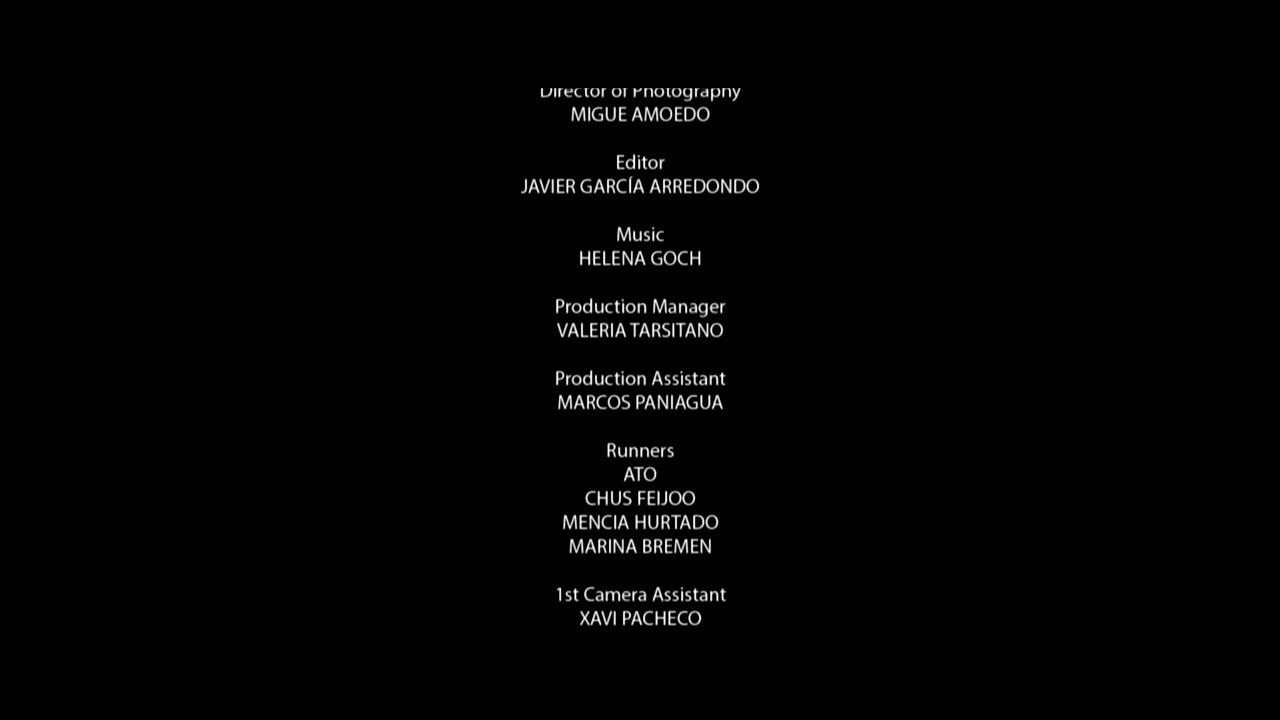 Director of Photography
MIGUE AMOEDO
Editor
JAVIER GARCÍA ARREDONDO
Music
HELENA GOCH
Production Manager
VALERIA TARSITANO
Production Assistant
MARCOS PANIAGUA
Runners
ATO
CHUS FEIJOO
MENCIA HURTADO
MARINA BREMEN
1st Camera Assistant
XAVI PACHECO